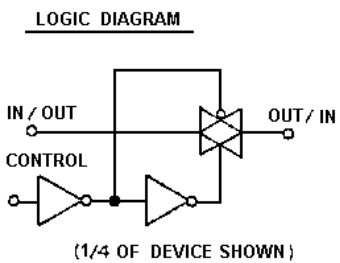 LOGIC DIAGRAM
IN / OUT
OUT / IN
CONTROL
(1/4 OF DEVICE SHOWN)